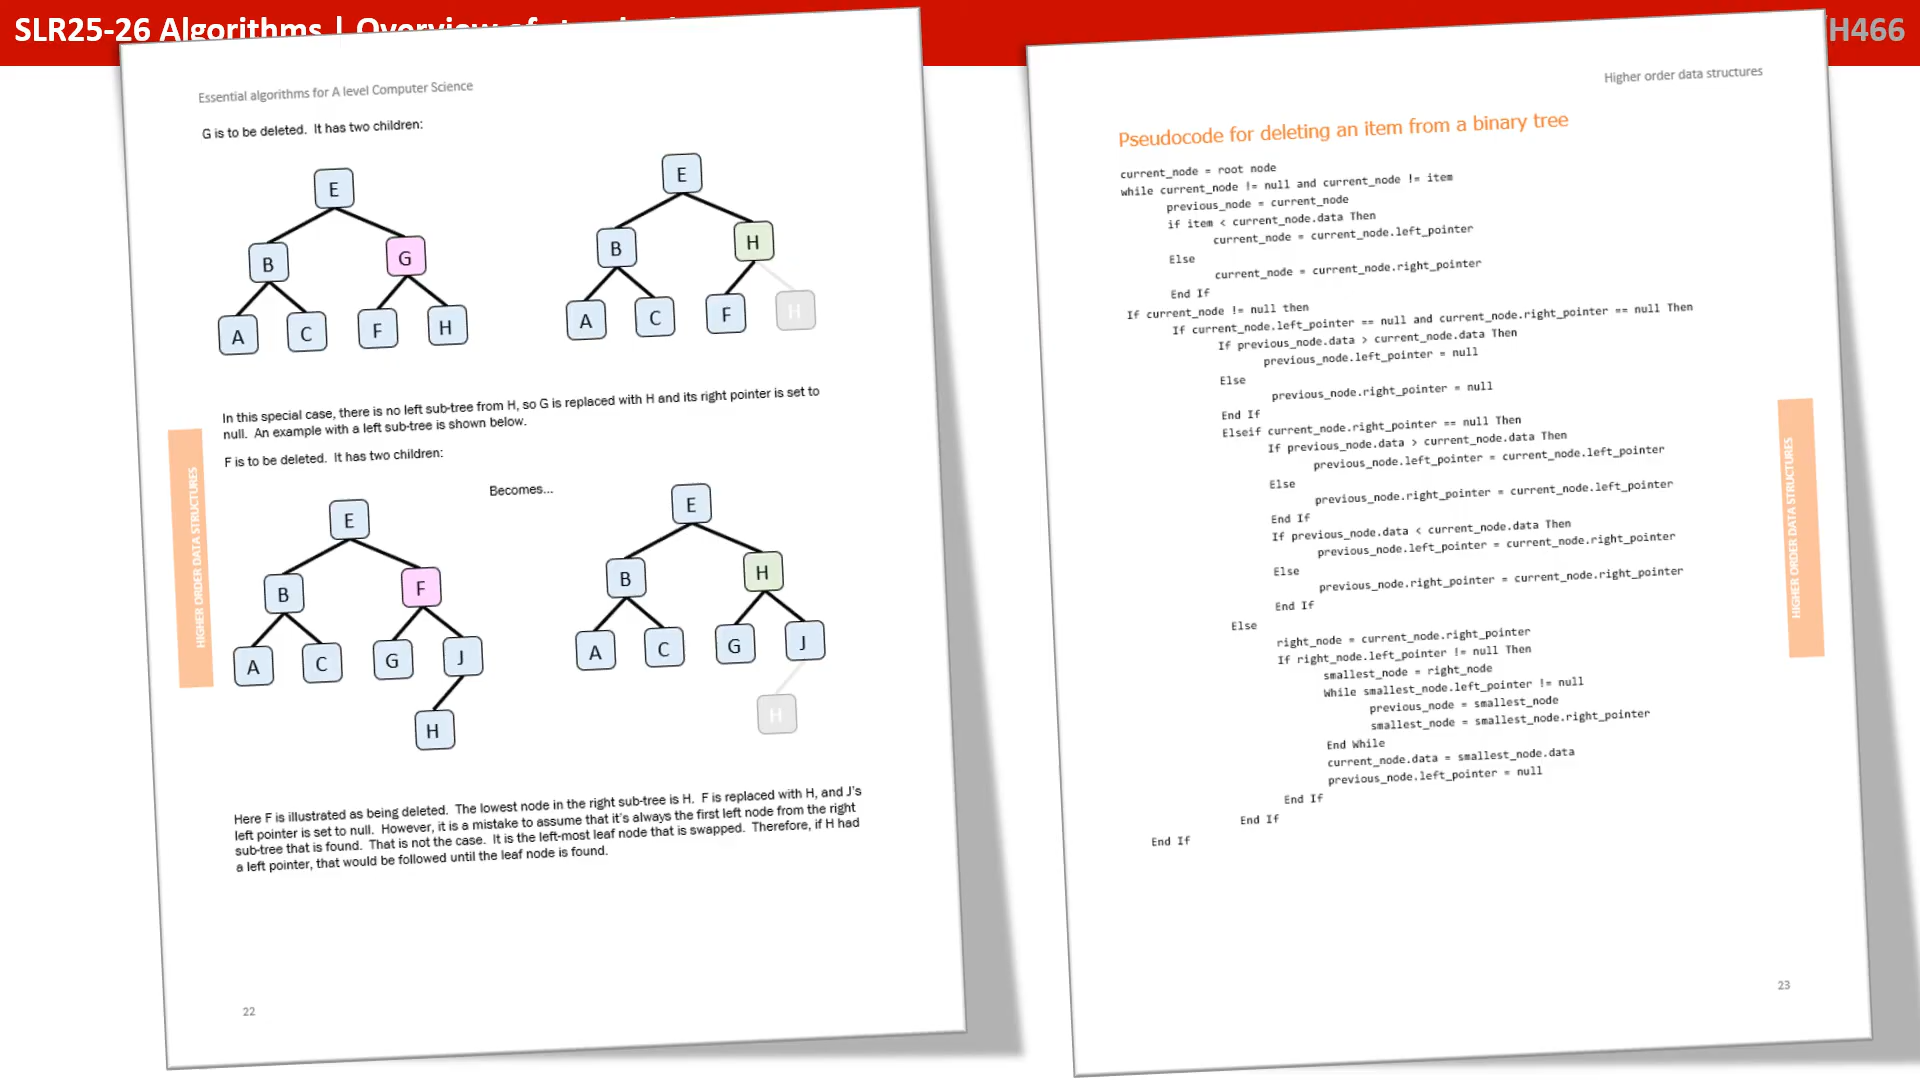 SLR25-26 Algorithms | Overview of
H466
Essential algorithms for A level Computer Science
G is to be deleted. It has two children:
E
B
G
A
C
F
H
E
B
H
A
C
F
H
In this special case, there is no left sub-tree from H, so G is replaced with H and its right pointer is set to
null. An example with a left sub-tree is shown below.
F is to be deleted. It has two children:
Becomes...
E
B
F
A
C
G
J
H
E
B
H
A
C
G
J
H
Here F is illustrated as being deleted. The lowest node in the right sub-tree is H. F is replaced with H, and J's
left pointer is set to null. However, it is a mistake to assume that it's always the first left node from the right
sub-tree that is found. That is not the case. It is the left-most leaf node that is swapped. Therefore, if H had
a left pointer, that would be followed until the leaf node is found.
HIGHER ORDER DATA STRUCTURES
22
Higher order data structures
Pseudocode for deleting an item from a binary tree
current_node = root node
while current_node != null and current_node != item
previous_node = current_node
if item < current_node.data Then
current_node = current_node.left_pointer
Else
current_node = current_node.right_pointer
End If
If current_node != null then
If current_node.left_pointer == null and current_node.right_pointer == null Then
If previous_node.data > current_node.data Then
previous_node.left_pointer = null
Else
previous_node.right_pointer = null
End If
Elseif current_node.right_pointer == null Then
If previous_node.data > current_node.data Then
previous_node.left_pointer = current_node.left_pointer
Else
previous_node.right_pointer = current_node.left_pointer
End If
If previous_node.data < current_node.data Then
previous_node.left_pointer = current_node.right_pointer
Else
previous_node.right_pointer = current_node.right_pointer
End If
Else
right_node = current_node.right_pointer
If right_node.left_pointer != null Then
smallest_node = right_node
While smallest_node.left_pointer != null
previous_node = smallest_node
smallest_node = smallest_node.right_pointer
End While
current_node.data = smallest_node.data
previous_node.left_pointer = null
End If
End If
End If
HIGHER ORDER DATA STRUCTURES
23